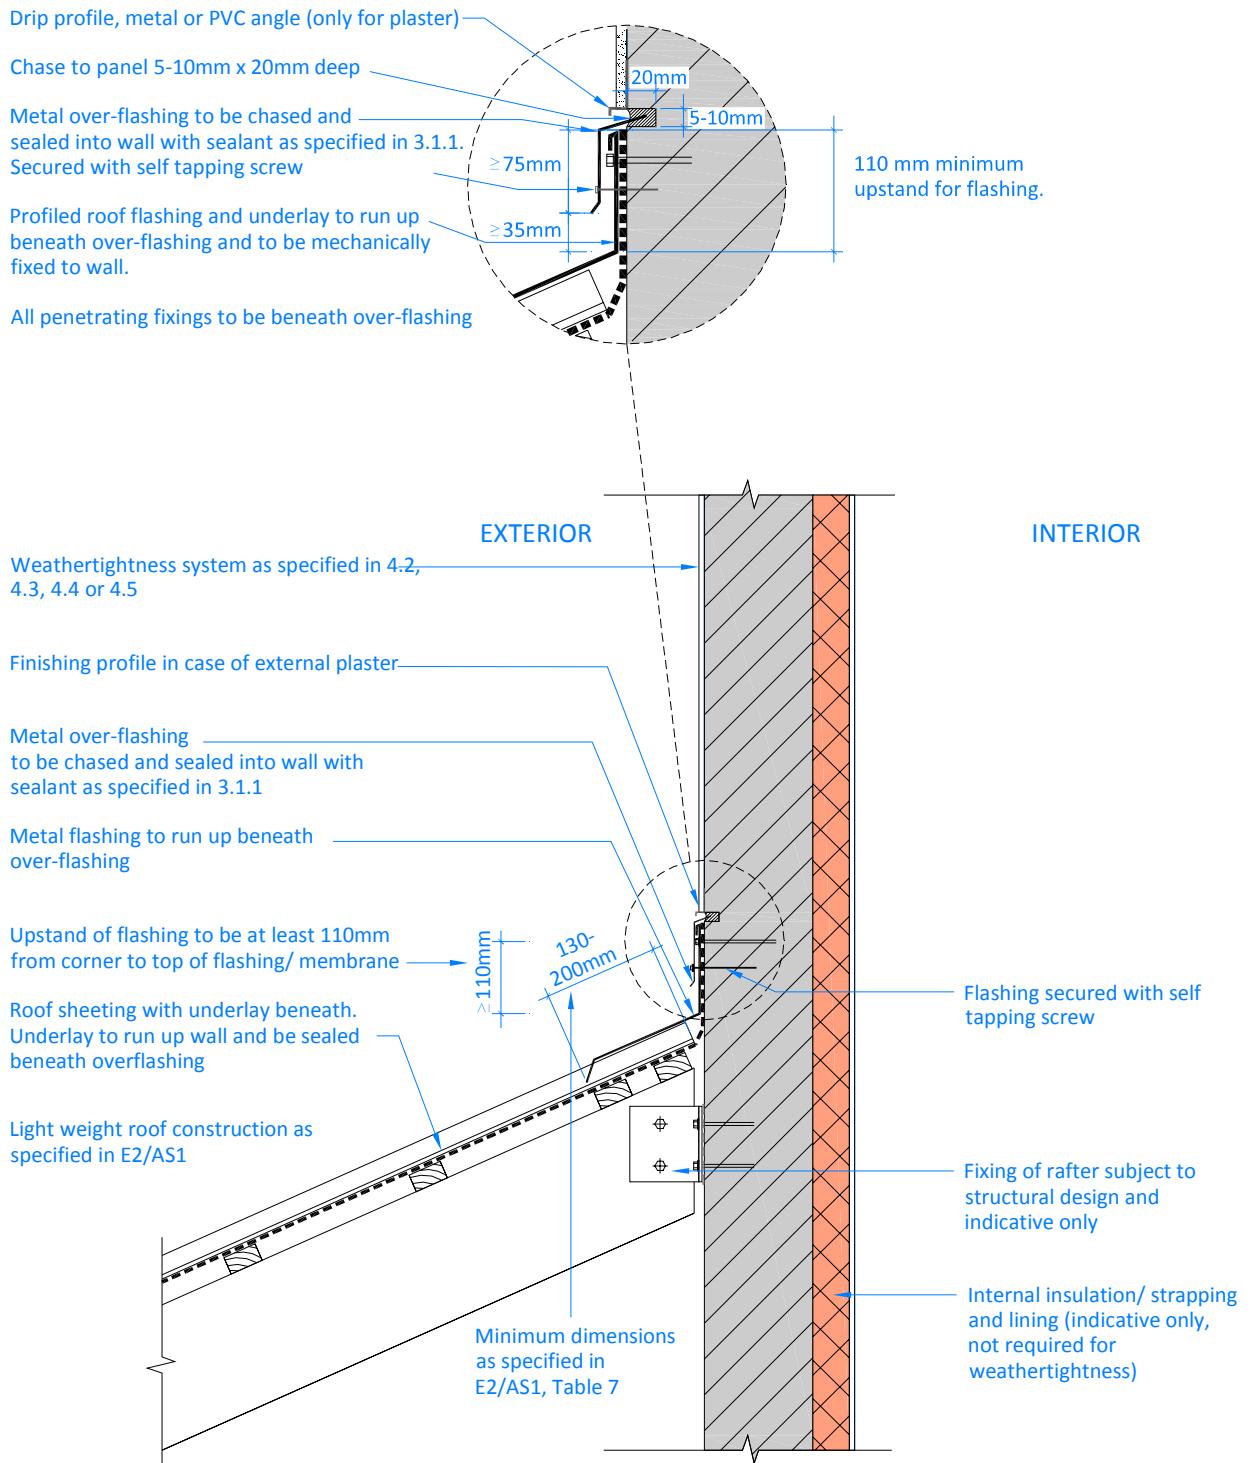 Drip profile, metal or PVC angle (only for plaster)
Chase to panel 5-10mm x 20mm deep
Metal over-flashing to be chased and
sealed into wall with sealant as specified in 3.1.1.
Secured with self tapping screw
Profiled roof flashing and underlay to run up
beneath over-flashing and to be mechanically
fixed to wall.
All penetrating fixings to be beneath over-flashing
20mm
5-10mm
≥75mm
≥35mm
110 mm minimum
upstand for flashing.
EXTERIOR
INTERIOR
Weathertightness system as specified in 4.2,
4.3, 4.4 or 4.5
Finishing profile in case of external plaster
Metal over-flashing
to be chased and sealed into wall with
sealant as specified in 3.1.1
Metal flashing to run up beneath
over-flashing
Upstand of flashing to be at least 110mm
from corner to top of flashing/ membrane
≥110mm
130-
200mm
Roof sheeting with underlay beneath.
Underlay to run up wall and be sealed
beneath overflashing
Light weight roof construction as
specified in E2/AS1
Flashing secured with self
tapping screw
Fixing of rafter subject to
structural design and
indicative only
Internal insulation/ strapping
and lining (indicative only,
not required for
weathertightness)
Minimum dimensions
as specified in
E2/AS1, Table 7